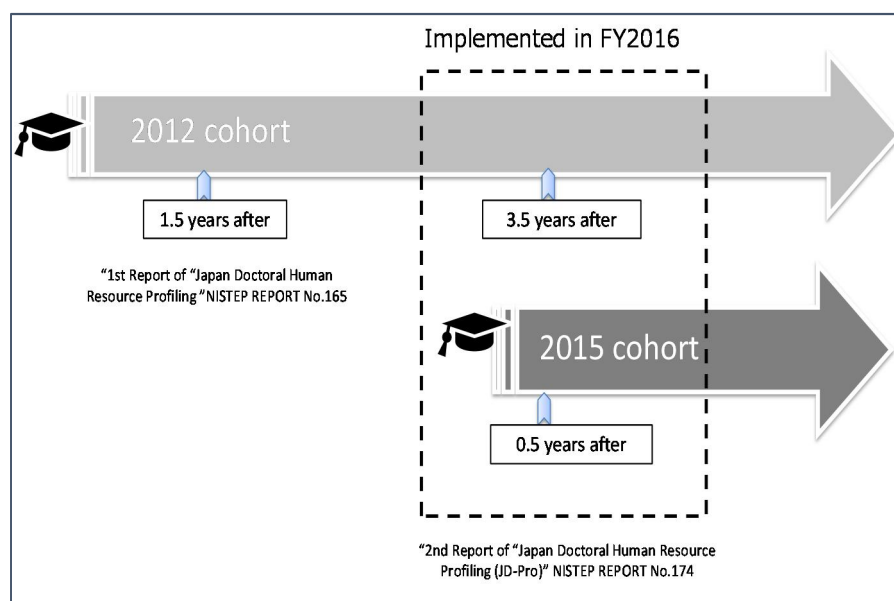 Implemented in FY2016
2012 cohort
1.5 years after
3.5 years after
“1st Report of “Japan Doctoral Human
Resource Profiling ”NISTEP REPORT No.165
2015 cohort
0.5 years after
“2nd Report of “Japan Doctoral Human Resource
Profiling (JD-Pro)” NISTEP REPORT No.174